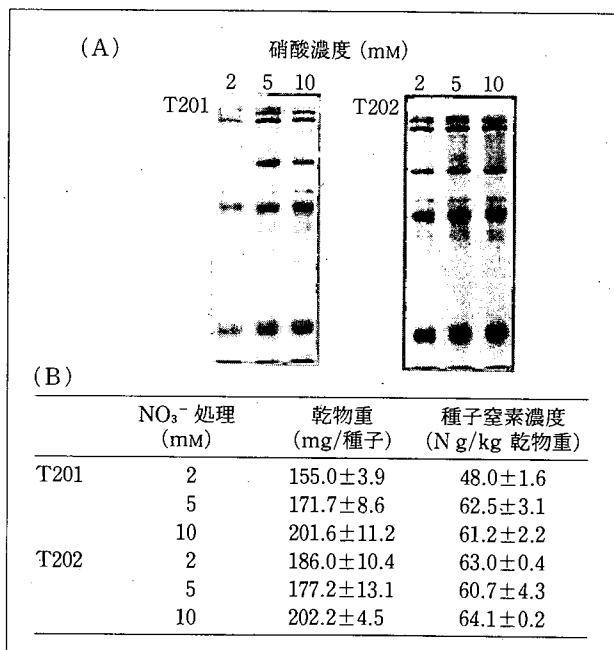 (A) 硝酸濃度 (mM)
2 5 10 2 5 10
T201 T202
(B)
NO₃⁻ 処理 乾物重 種子窒素濃度
(mM) (mg/種子) (N g/kg 乾物重)
T201 2 155.0±3.9 48.0±1.6
5 171.7±8.6 62.5±3.1
10 201.6±11.2 61.2±2.2
T202 2 186.0±10.4 63.0±0.4
5 177.2±13.1 60.7±4.3
10 202.2±4.5 64.1±0.2